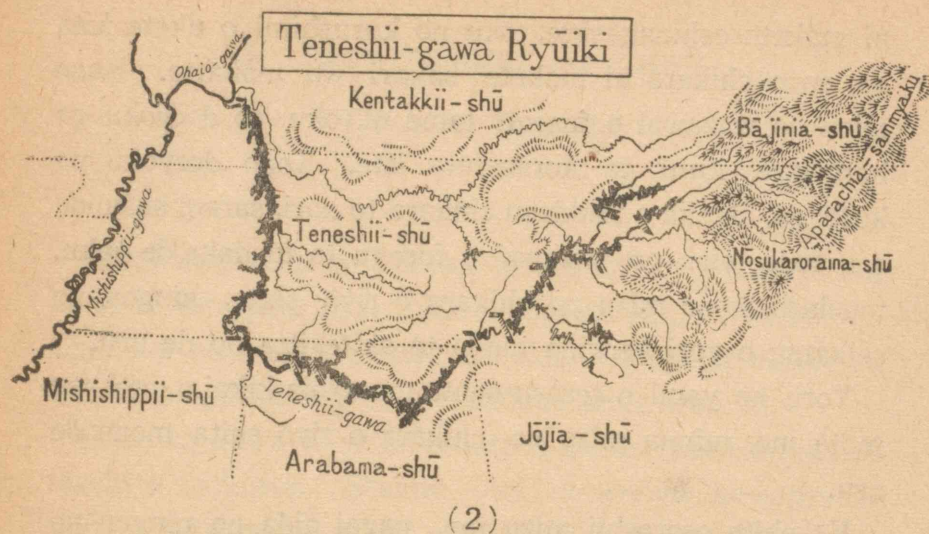 Teneshii-gawa Ryūiki
Ohaio-gawa
Kentakkii-shū
Bājinia-shū
Aparachia-sammyaku
Mishishippii-gawa
Teneshii-shū
Nōsukaroraina-shū
Mishishippii-shū
Teneshii-gawa
Jōjia-shū
Arabama-shū
(2)